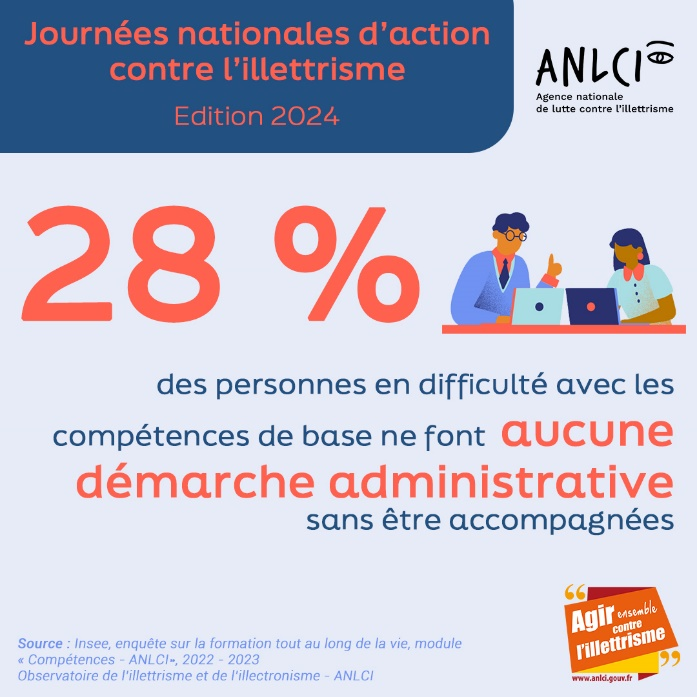 Journées nationales d'action
contre l'illettrisme
Edition 2024
ANLCI
Agence nationale
de lutte contre l'illettrisme
28 %
des personnes en difficulté avec les
compétences de base ne font aucune
démarche administrative
sans être accompagnées
Source : Insee, enquête sur la formation tout au long de la vie, module
« Compétences - ANLCI», 2022 - 2023
Observatoire de l'illettrisme et de l'illectronisme - ANLCI
“
Agir ensemble
contre
l'illettrisme
”
www.anlci.gouv.fr